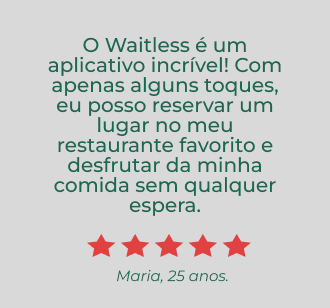 O Waitless é um
aplicativo incrível! Com
apenas alguns toques,
eu posso reservar um
lugar no meu
restaurante favorito e
desfrutar da minha
comida sem qualquer
espera.
Maria, 25 anos.